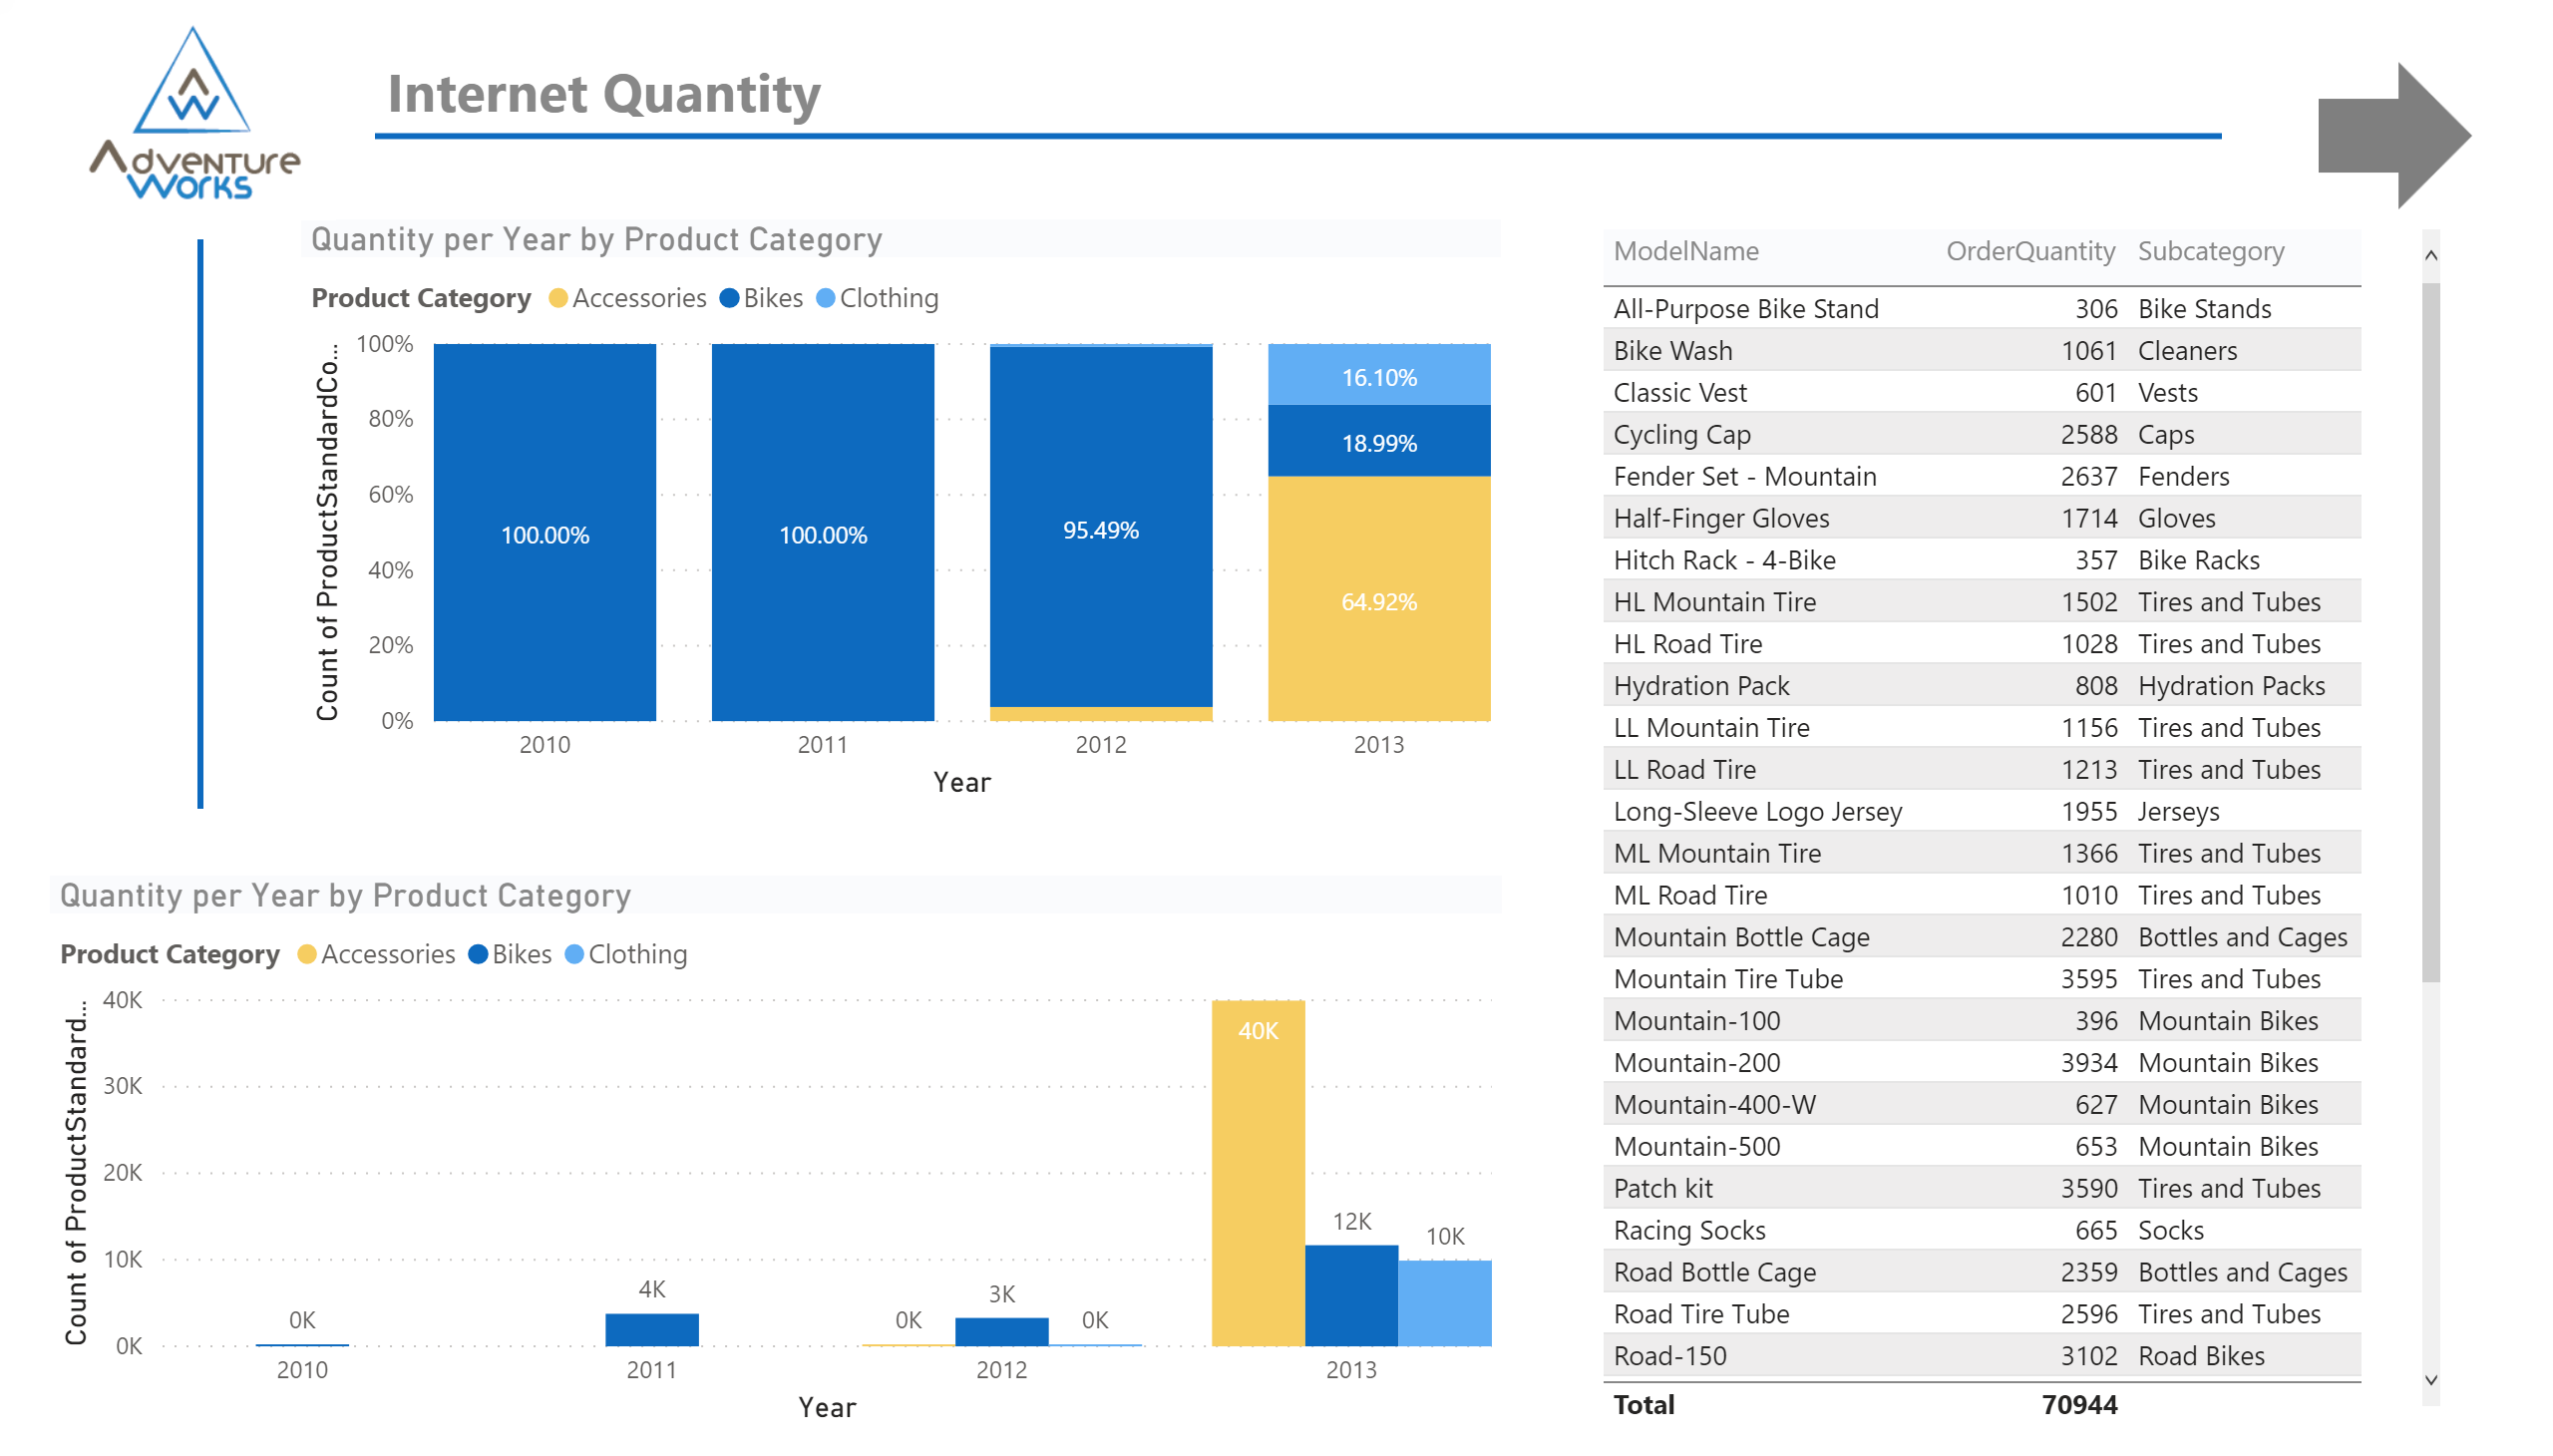 AW
Adventure
Works
Internet Quantity
Quantity per Year by Product Category
Product Category Accessories Bikes Clothing
Count of ProductStandardCo...
100%
80%
60%
40%
20%
0%
100.00%
100.00%
95.49%
16.10%
18.99%
64.92%
2010 2011 2012 2013
Year
Quantity per Year by Product Category
Product Category Accessories Bikes Clothing
Count of ProductStandard...
40K
30K
20K
10K
0K
0K
4K
0K
3K
0K
40K
12K
10K
2010 2011 2012 2013
Year
ModelName OrderQuantity Subcategory
All-Purpose Bike Stand 306 Bike Stands
Bike Wash 1061 Cleaners
Classic Vest 601 Vests
Cycling Cap 2588 Caps
Fender Set - Mountain 2637 Fenders
Half-Finger Gloves 1714 Gloves
Hitch Rack - 4-Bike 357 Bike Racks
HL Mountain Tire 1502 Tires and Tubes
HL Road Tire 1028 Tires and Tubes
Hydration Pack 808 Hydration Packs
LL Mountain Tire 1156 Tires and Tubes
LL Road Tire 1213 Tires and Tubes
Long-Sleeve Logo Jersey 1955 Jerseys
ML Mountain Tire 1366 Tires and Tubes
ML Road Tire 1010 Tires and Tubes
Mountain Bottle Cage 2280 Bottles and Cages
Mountain Tire Tube 3595 Tires and Tubes
Mountain-100 396 Mountain Bikes
Mountain-200 3934 Mountain Bikes
Mountain-400-W 627 Mountain Bikes
Mountain-500 653 Mountain Bikes
Patch kit 3590 Tires and Tubes
Racing Socks 665 Socks
Road Bottle Cage 2359 Bottles and Cages
Road Tire Tube 2596 Tires and Tubes
Road-150 3102 Road Bikes
Total 70944